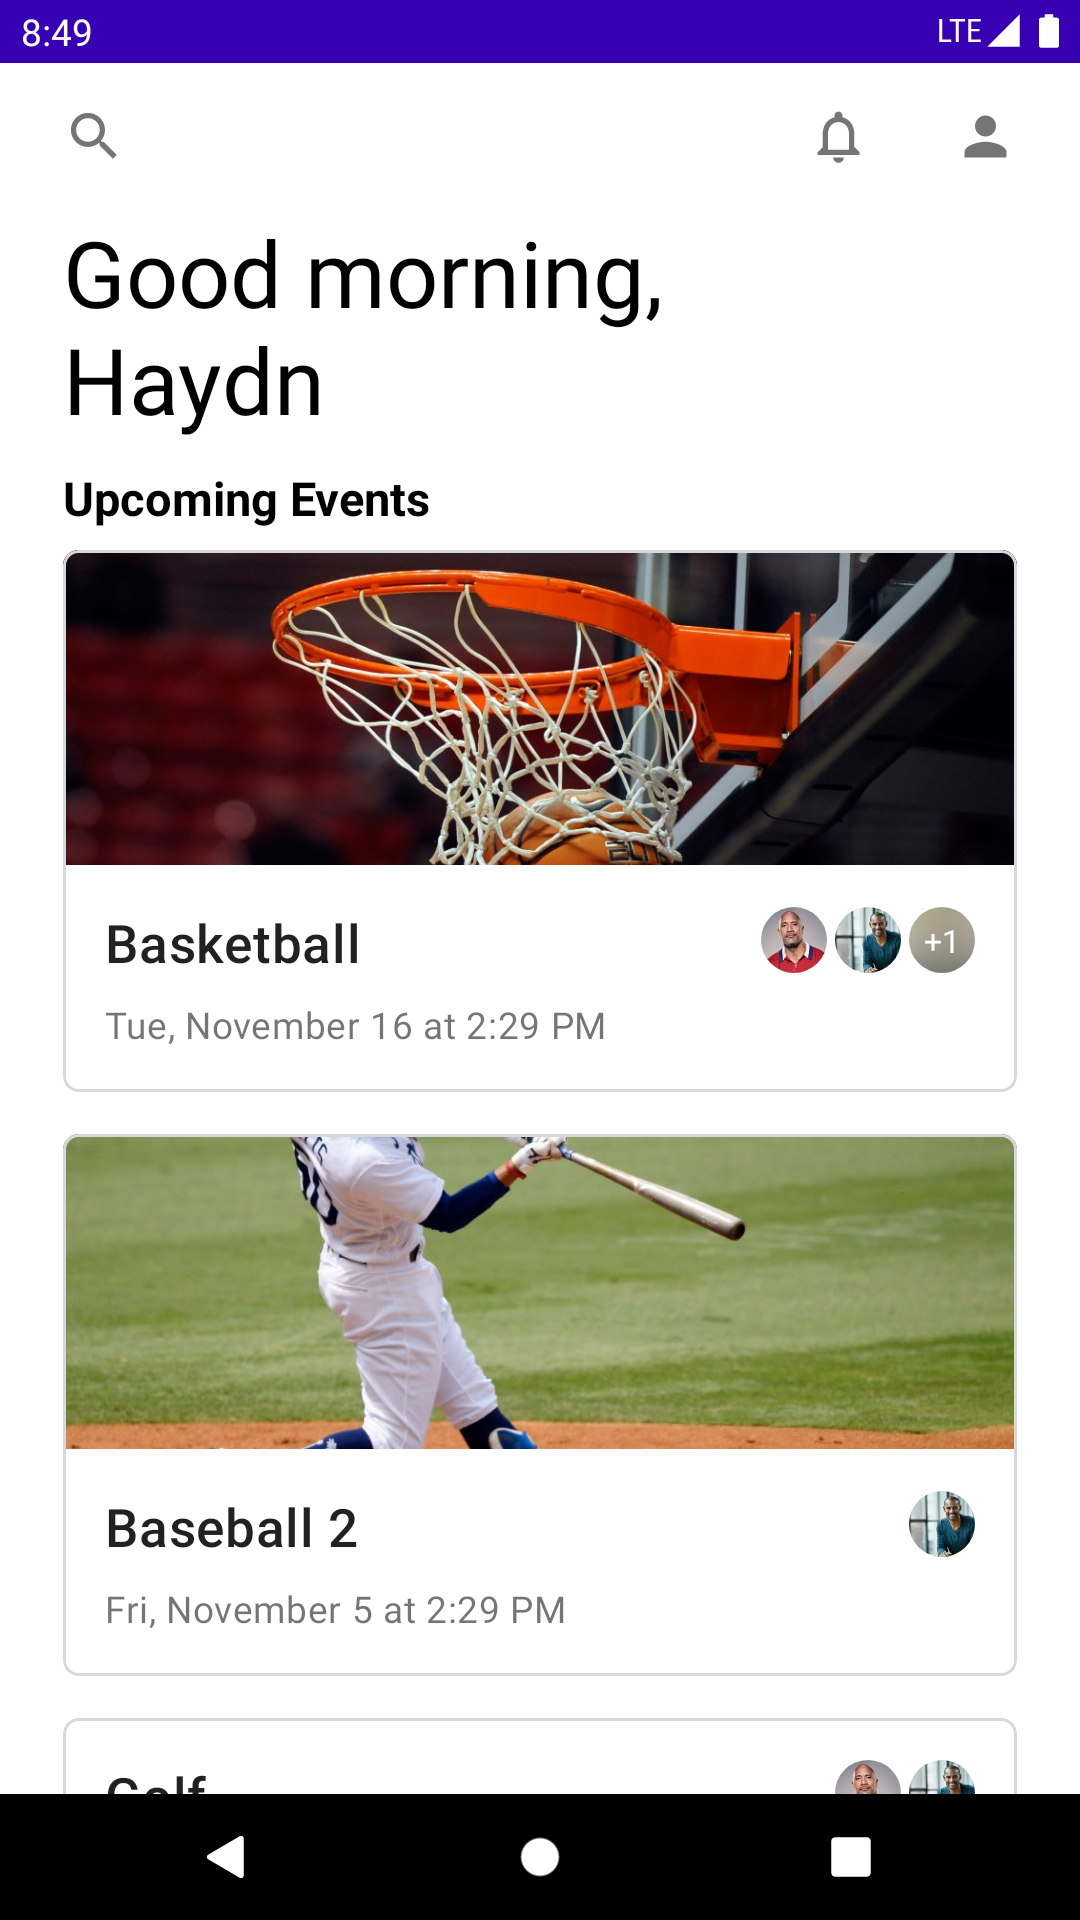 8:49
LTE
Good morning,
Haydn
Upcoming Events
Basketball
+1
Tue, November 16 at 2:29 PM
Baseball 2
Fri, November 5 at 2:29 PM
Golf